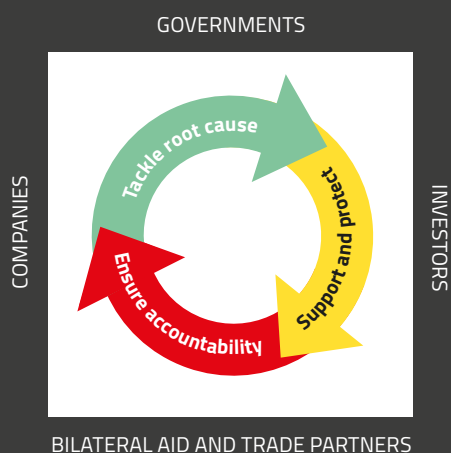 GOVERNMENTS
Tackle root cause
Support and protect
Ensure accountability
COMPANIES
INVESTORS
BILATERAL AID AND TRADE PARTNERS